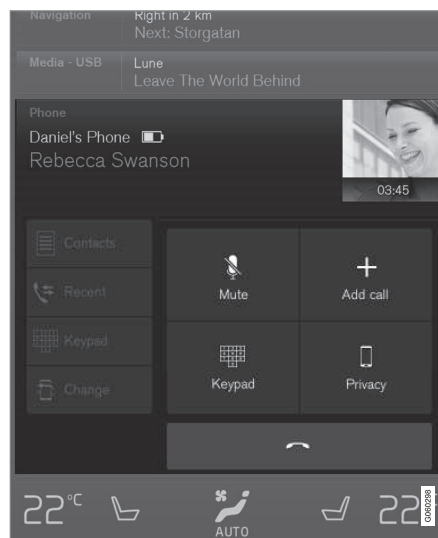 Navigation
Right in 2 km
Next: Storgatan
Media - USB
Lune
Leave The World Behind
Phone
Daniel's Phone
Rebecca Swanson
03:45
Contacts
Recent
Keypad
Change
Mute
Add call
Keypad
Privacy
22°C
22
AUTO
G060298